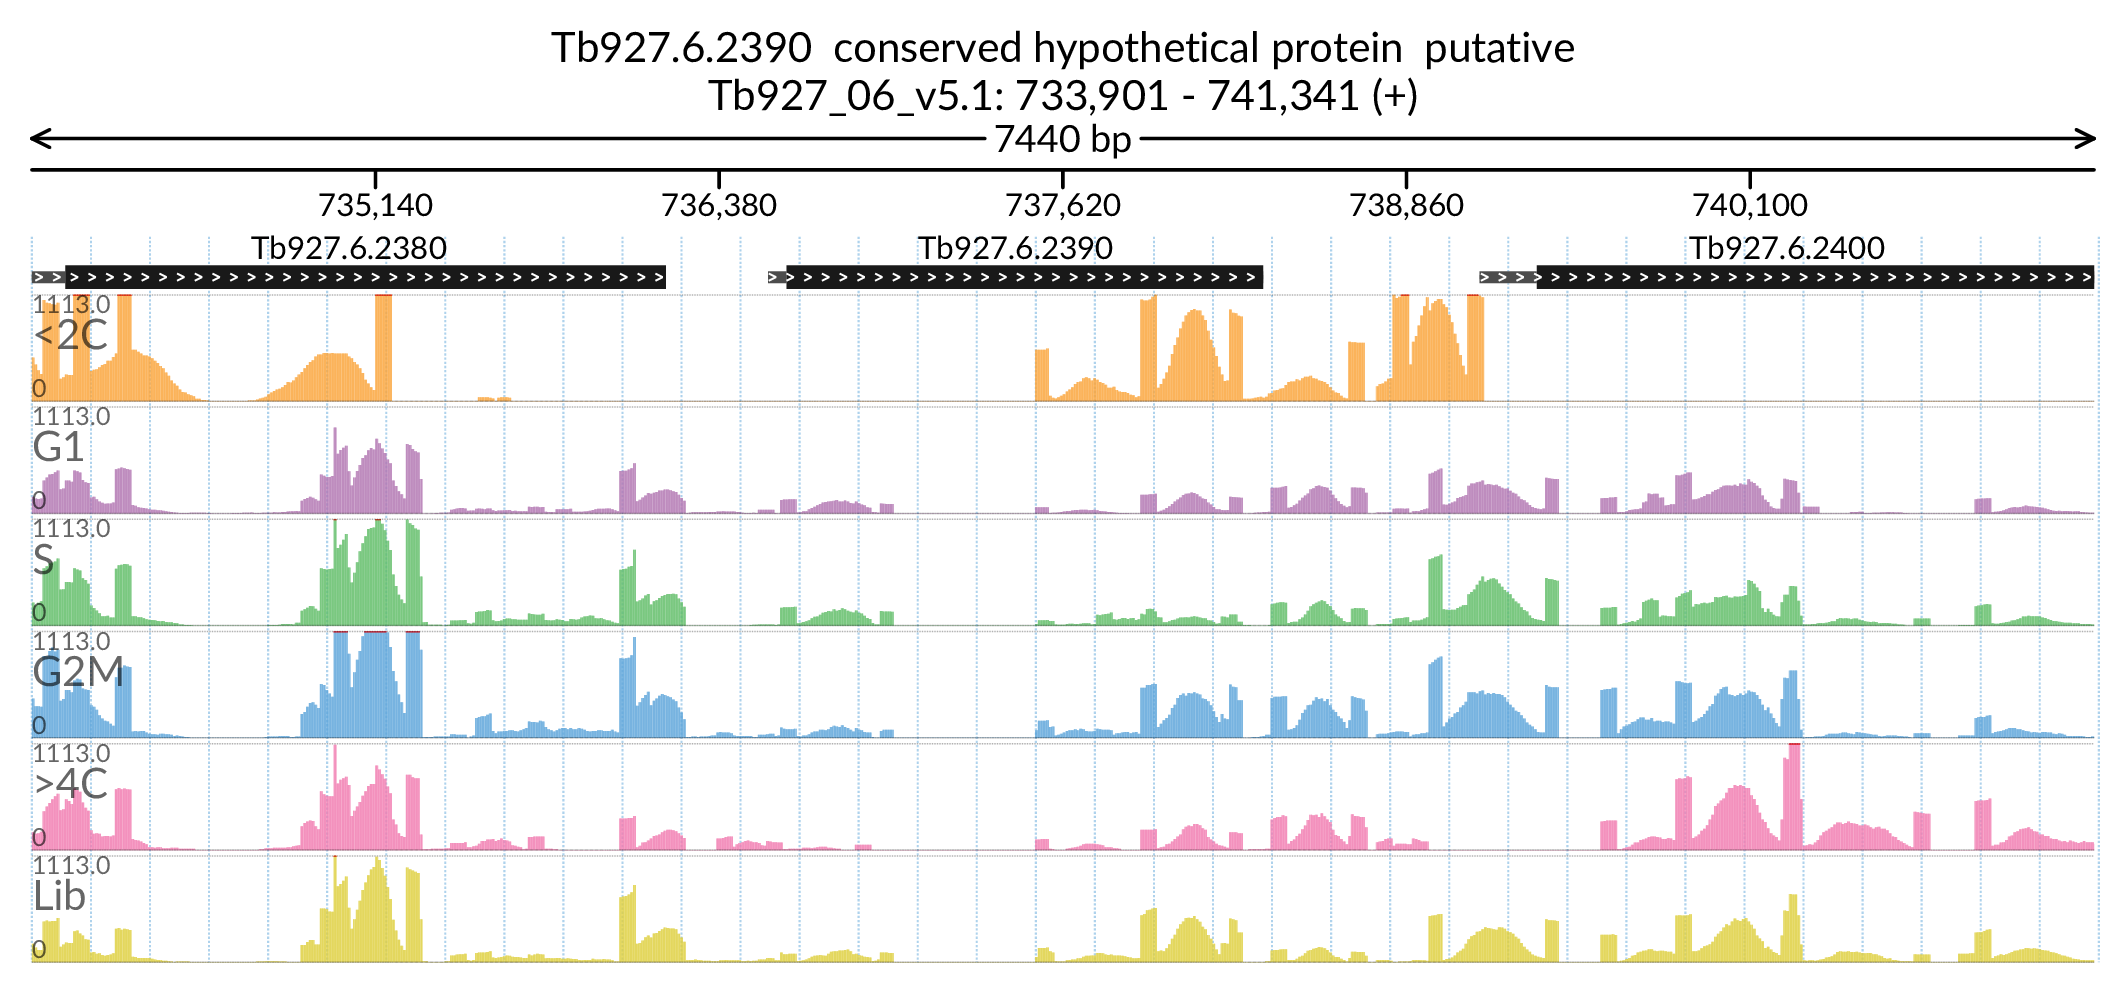 Tb927.6.2390 conserved hypothetical protein putative
Tb927_06_v5.1: 733,901 - 741,341 (+)
7440 bp
735,140 736,380 737,620 738,860 740,100
Tb927.6.2380 Tb927.6.2390 Tb927.6.2400
1113.0
<2C
0
1113.0
G1
0
1113.0
S
0
1113.0
G2M
0
1113.0
>4C
0
1113.0
Lib
0